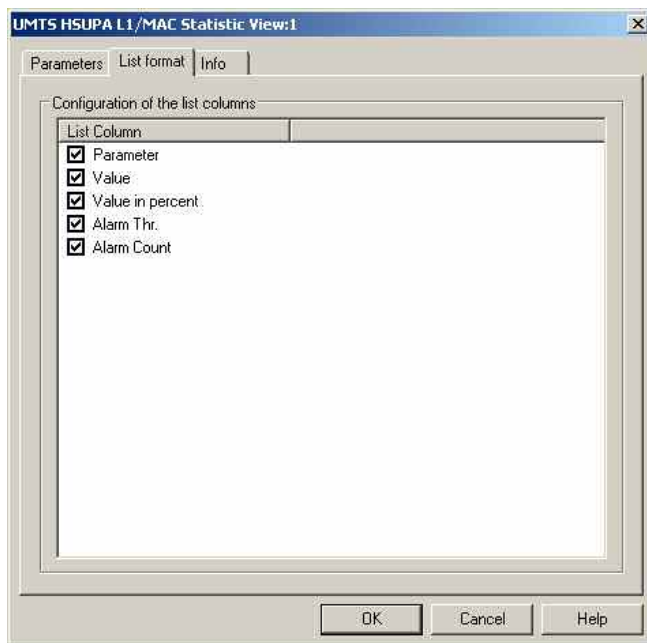 UMTS HSUPA L1/MAC Statistic View:1
Parameters List format Info
Configuration of the list columns
List Column
Parameter
Value
Value in percent
Alarm Thr.
Alarm Count
OK Cancel Help